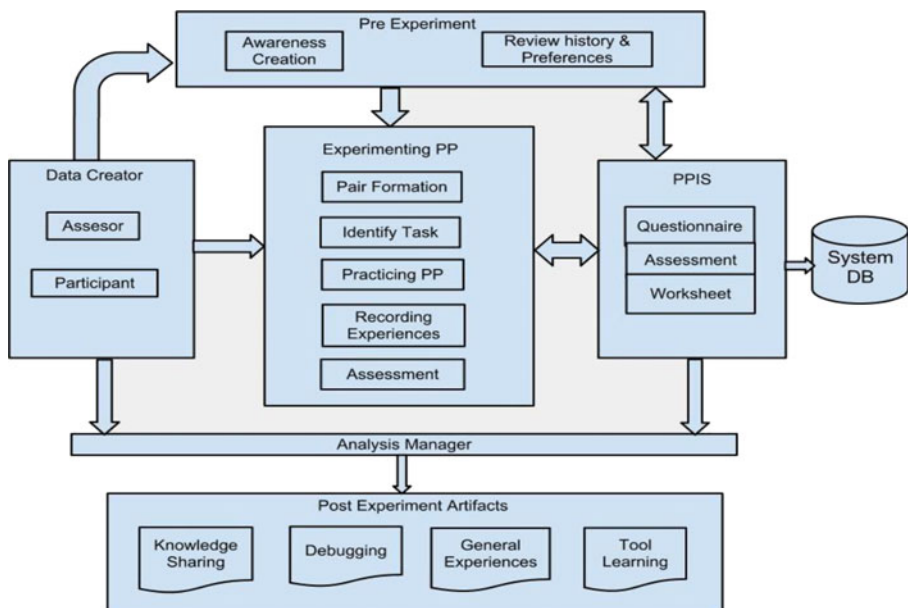 Pre Experiment
Awareness
Creation
Review history &
Preferences
Data Creator
Assesor
Participant
Experimenting PP
Pair Formation
Identify Task
Practicing PP
Recording
Experiences
Assessment
PPIS
Questionnaire
Assessment
Worksheet
System
DB
Analysis Manager
Post Experiment Artifacts
Knowledge
Sharing
Debugging
General
Experiences
Tool
Learning